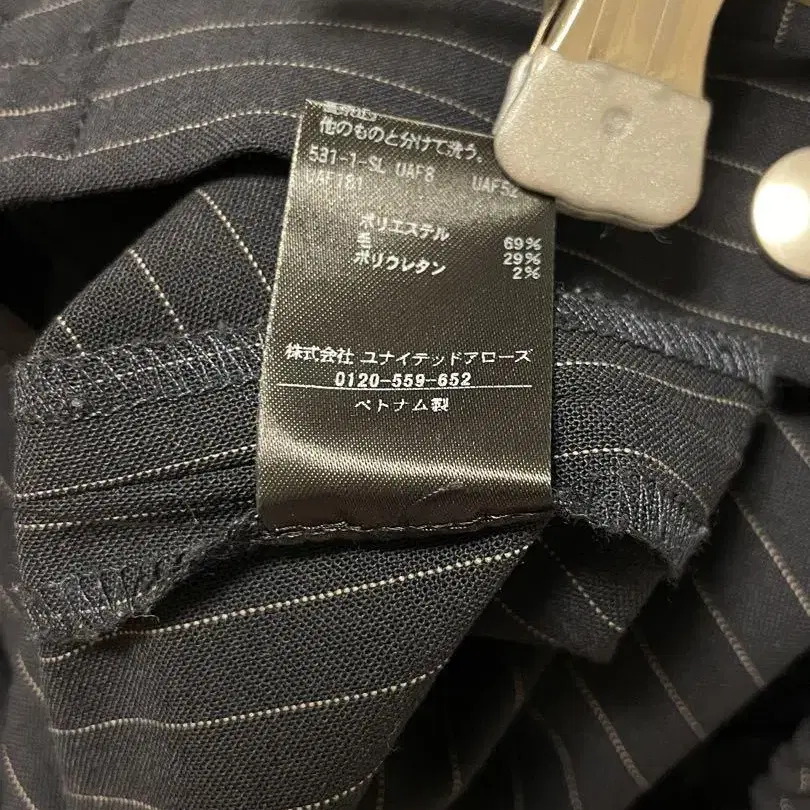 他のものと分けて洗う。
531-1-SL UAF8 UAF52
UAF181
ポリエステル 69%
毛 29%
ポリウレタン 2%
株式会社 ユナイテッドアローズ
0120-559-652
ベトナム製